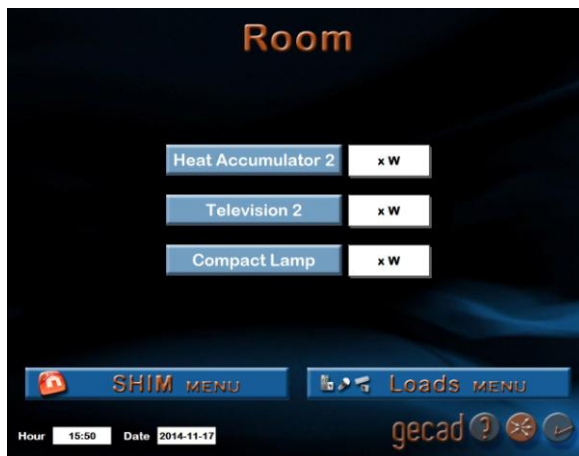 Room
Heat Accumulator 2 x W
Television 2 x W
Compact Lamp x W
SHIM MENU Loads MENU
Hour 15:50 Date 2014-11-17 gecad ?